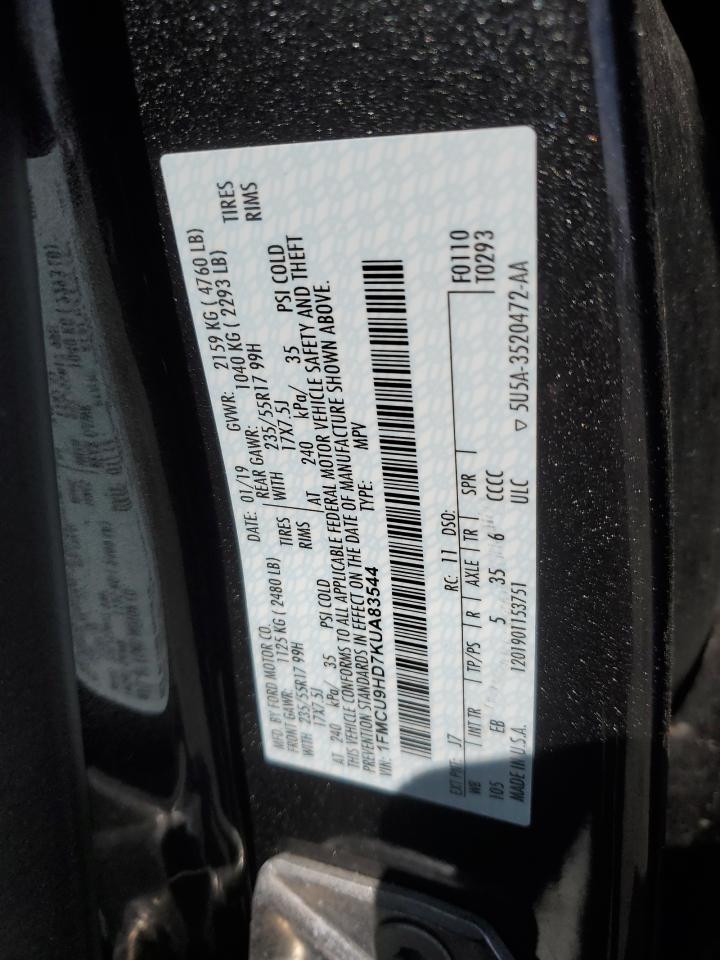 MFD. BY FORD MOTOR CO. DATE: 01/19 GVWR: 2159 KG ( 4760 LB)
FRONT GAWR: 1125 KG ( 2480 LB) REAR GAWR: 1040 KG ( 2293 LB)
WITH 235/55R17 99H TIRES WITH 235/55R17 99H TIRES
17X7.5J RIMS 17X7.5J RIMS
AT 240 kPa/ 35 PSI COLD AT 240 kPa/ 35 PSI COLD
THIS VEHICLE CONFORMS TO ALL APPLICABLE FEDERAL MOTOR VEHICLE SAFETY AND THEFT
PREVENTION STANDARDS IN EFFECT ON THE DATE OF MANUFACTURE SHOWN ABOVE.
VIN: 1FMCU9HD7KUA83544 TYPE: MPV
F0110
T0293
EXT PNT: J7 RC: 11 DSO:
WB INT TR TP/PS R AXLE TR SPR
105 EB 5 35 6 CCCC
MADE IN U.S.A. 120190115375​1 ULC ▽ 5U5A-3520472-AA